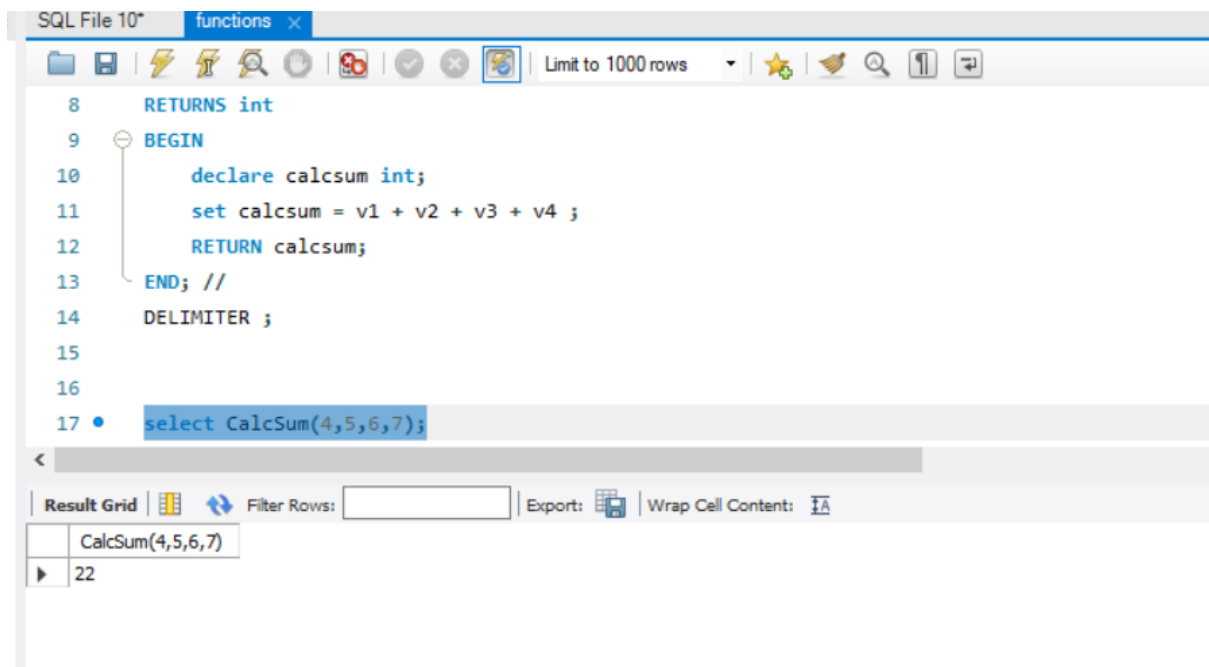 SQL File 10* functions ×
Limit to 1000 rows
8 RETURNS int
9 BEGIN
10 declare calcsum int;
11 set calcsum = v1 + v2 + v3 + v4 ;
12 RETURN calcsum;
13 END; //
14 DELIMITER ;
15
16
17 select CalcSum(4,5,6,7);
Result Grid Filter Rows: Export: Wrap Cell Content: IA
CalcSum(4,5,6,7)
22